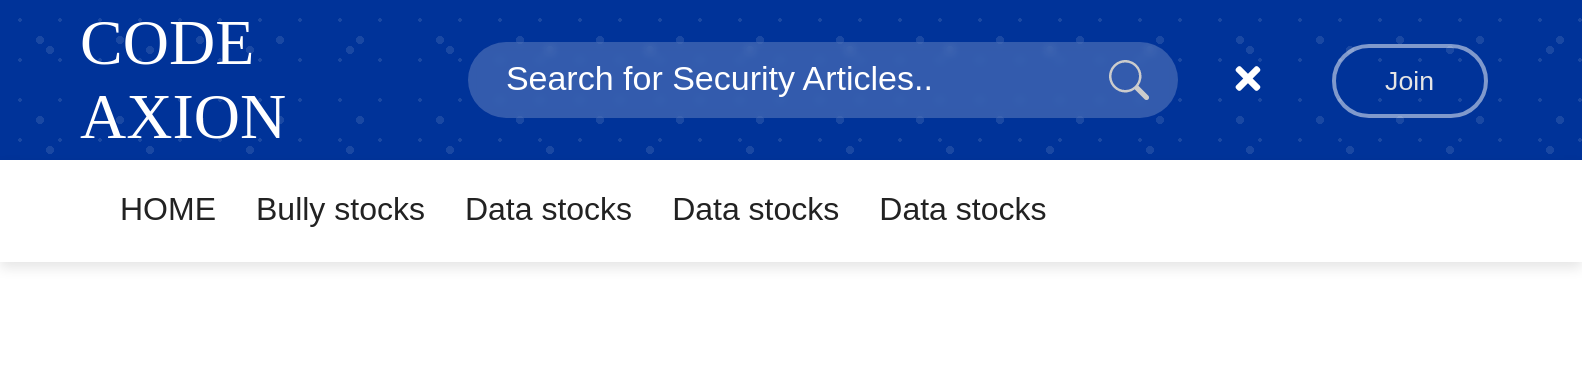 CODE
AXION
Search for Security Articles..
Join
HOME Bully stocks Data stocks Data stocks Data stocks